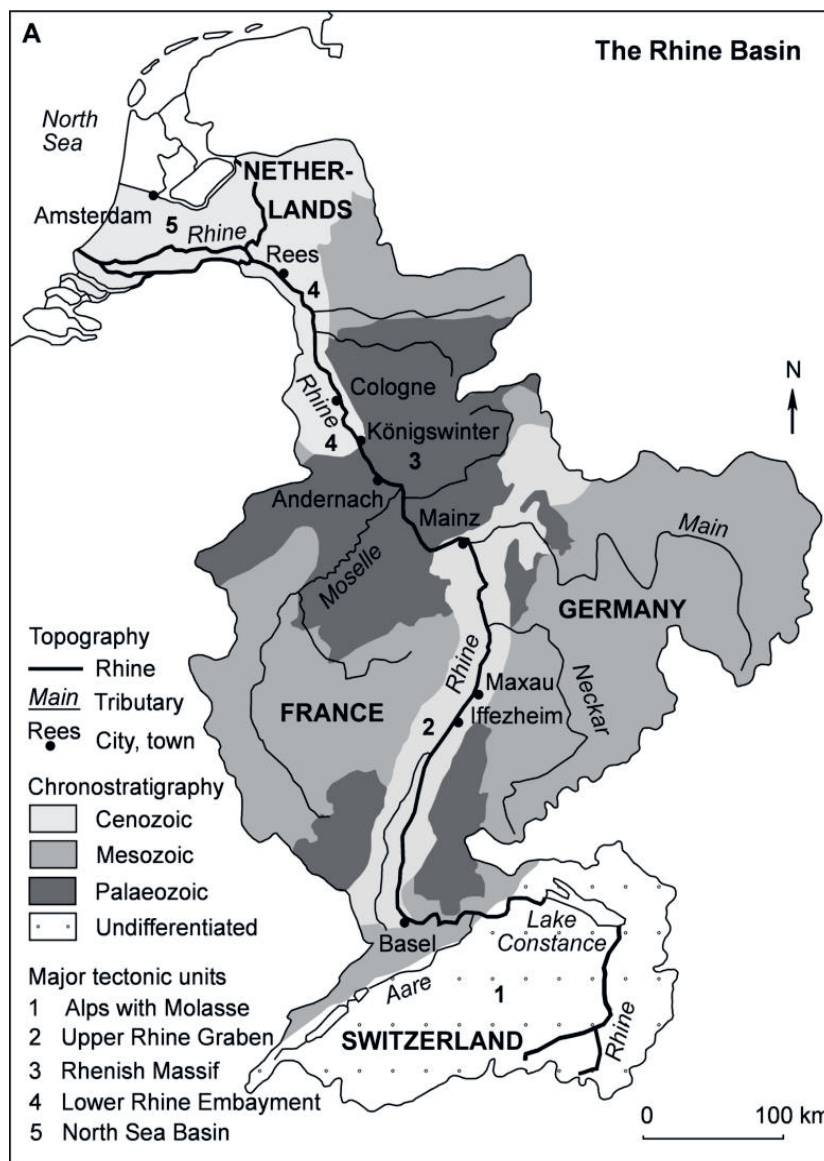 A
The Rhine Basin
North
Sea
NETHER-
LANDS
Amsterdam
5
Rhine
Rees
4
N
Rhine
Cologne
4
Königswinter
3
Andernach
Mainz
Main
Moselle
GERMANY
Rhine
Neckar
Maxau
FRANCE
2
Iffezheim
Topography
Rhine
Main Tributary
Rees City, town
Chronostratigraphy
Cenozoic
Mesozoic
Palaeozoic
Undifferentiated
Basel
Lake
Constance
Aare
1
SWITZERLAND
Rhine
Major tectonic units
1 Alps with Molasse
2 Upper Rhine Graben
3 Rhenish Massif
4 Lower Rhine Embayment
5 North Sea Basin
0 100 km